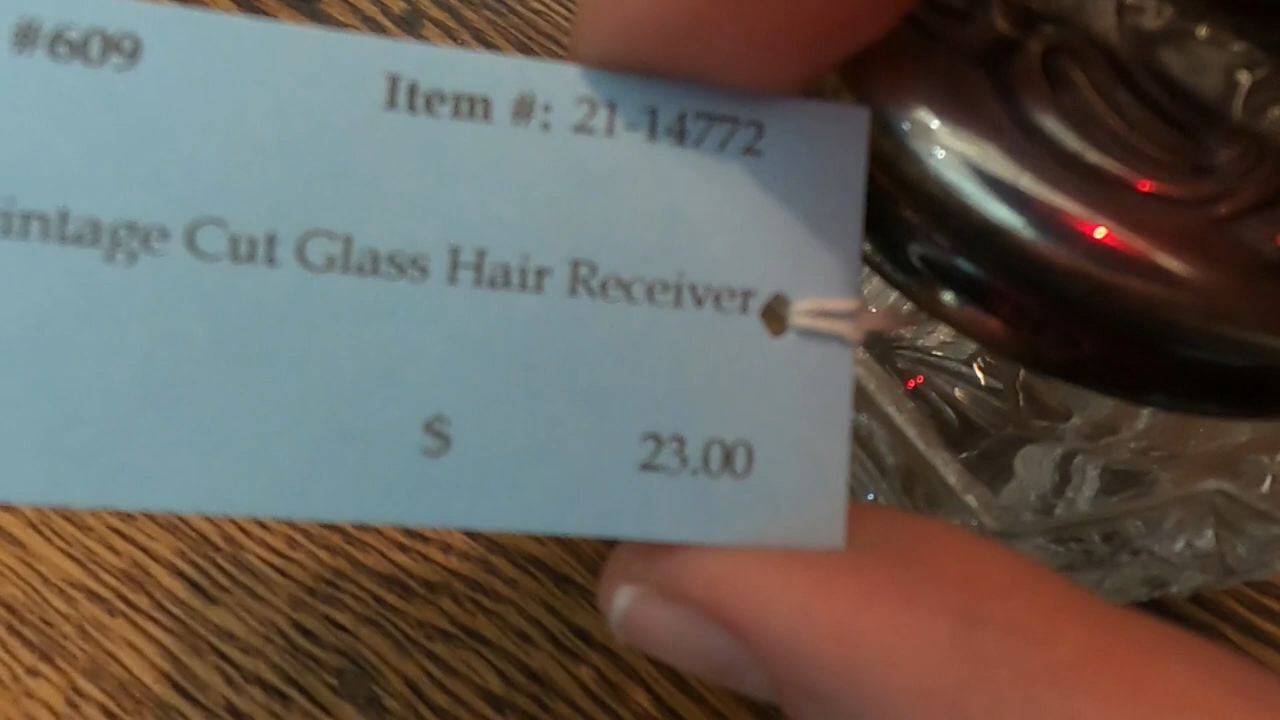 #609
Item #: 21-14772
intage Cut Glass Hair Receiver
$ 23.00